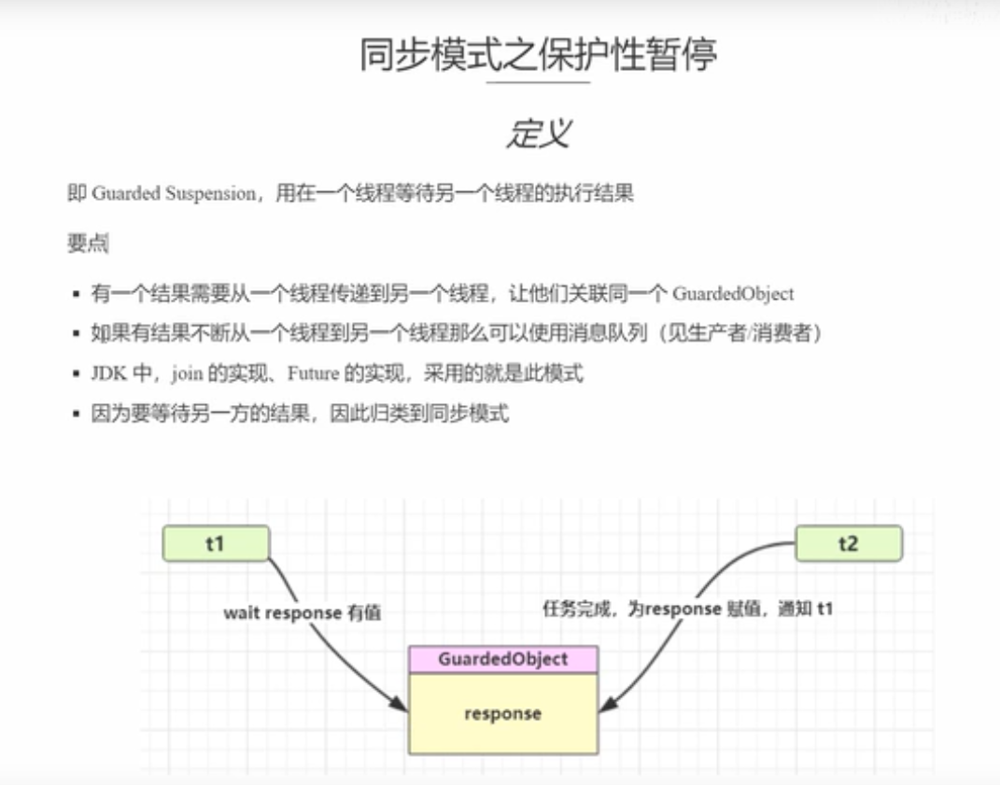 同步模式之保护性暂停
定义
即 Guarded Suspension，用在一个线程等待另一个线程的执行结果
要点
▪ 有一个结果需要从一个线程传递到另一个线程，让他们关联同一个 GuardedObject
▪ 如果有结果不断从一个线程到另一个线程那么可以使用消息队列（见生产者/消费者）
▪ JDK 中，join 的实现、Future 的实现，采用的就是此模式
▪ 因为要等待另一方的结果，因此归类到同步模式
t1
t2
wait response 有值
任务完成，为response 赋值，通知 t1
GuardedObject
response